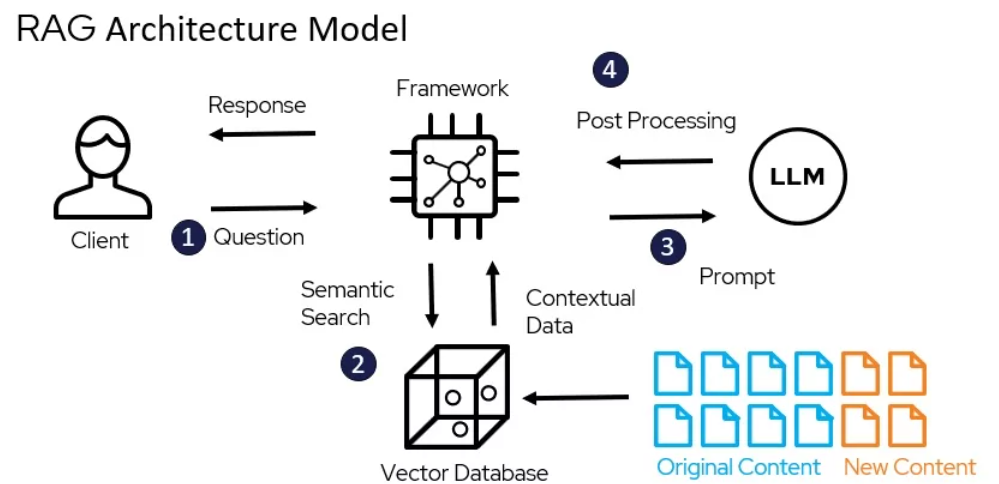 RAG Architecture Model
4
Framework
Response
Post Processing
LLM
Client
1 Question
3
Prompt
Semantic
Search
Contextual
Data
2
Vector Database
Original Content New Content